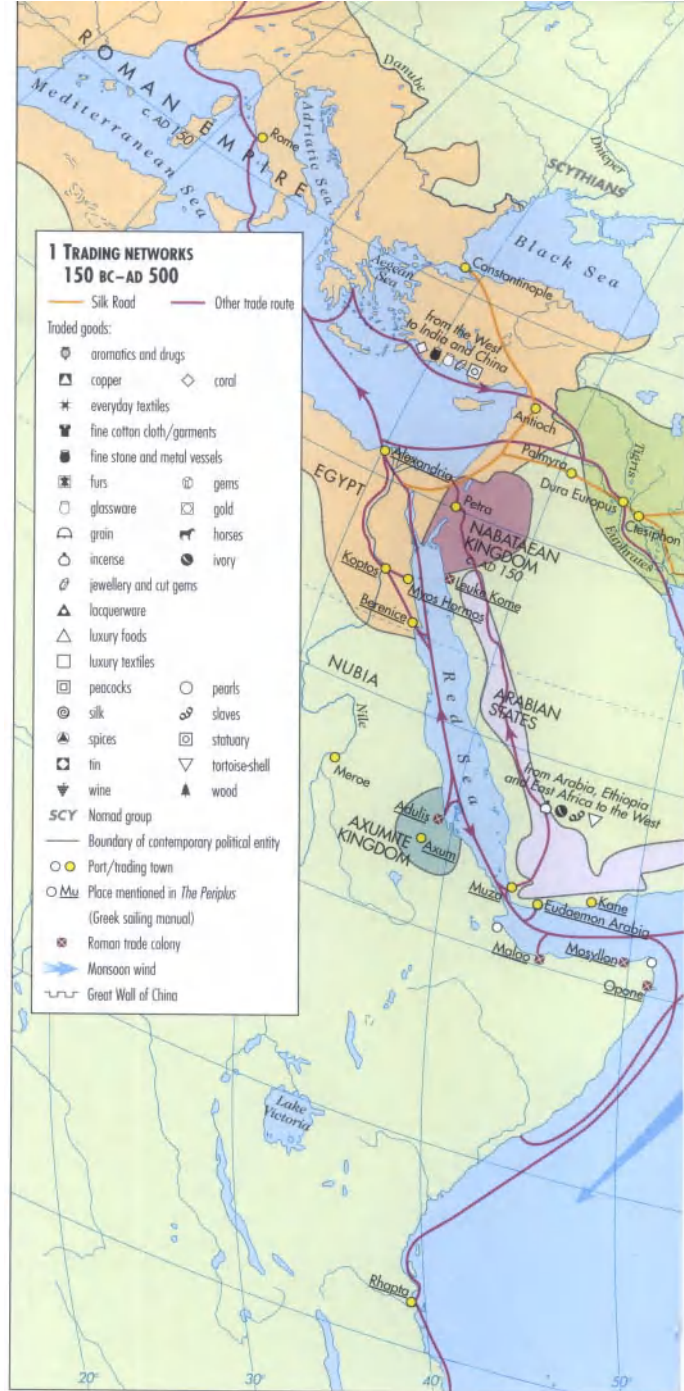 ROMAN EMPIRE
c. AD 150
Mediterranean Sea
Rome
Adriatic Sea
Danube
Dnieper
SCYTHIANS
Black Sea
Aegean
Sea
Constantinople
from the West
to India and China
Antioch
Tigris
Palmyra
Dura Europus
Ctesiphon
Euphrates
Alexandria
EGYPT
Petra
NABATAEAN
KINGDOM
c. AD 150
Koptos
Leuke Kome
Myos Hormos
Berenice
NUBIA
Nile
Red Sea
ARABIAN
STATES
Meroe
from Arabia, Ethiopia
and East Africa to the West
Adulis
AXUMITE
KINGDOM
Axum
Muza
Kane
Eudaemon Arabia
Malao
Mosyllon
Opone
Lake
Victoria
Rhapta
20°
30°
40°
50°
1 TRADING NETWORKS
150 BC–AD 500
Silk Road
Other trade route
Traded goods:
aromatics and drugs
copper
coral
everyday textiles
fine cotton cloth/garments
fine stone and metal vessels
furs
gems
glassware
gold
grain
horses
incense
ivory
jewellery and cut gems
lacquerware
luxury foods
luxury textiles
peacocks
pearls
silk
slaves
spices
statuary
tin
tortoise-shell
wine
wood
SCY Nomad group
Boundary of contemporary political entity
Port/trading town
Mu Place mentioned in The Periplus
(Greek sailing manual)
Roman trade colony
Monsoon wind
Great Wall of China